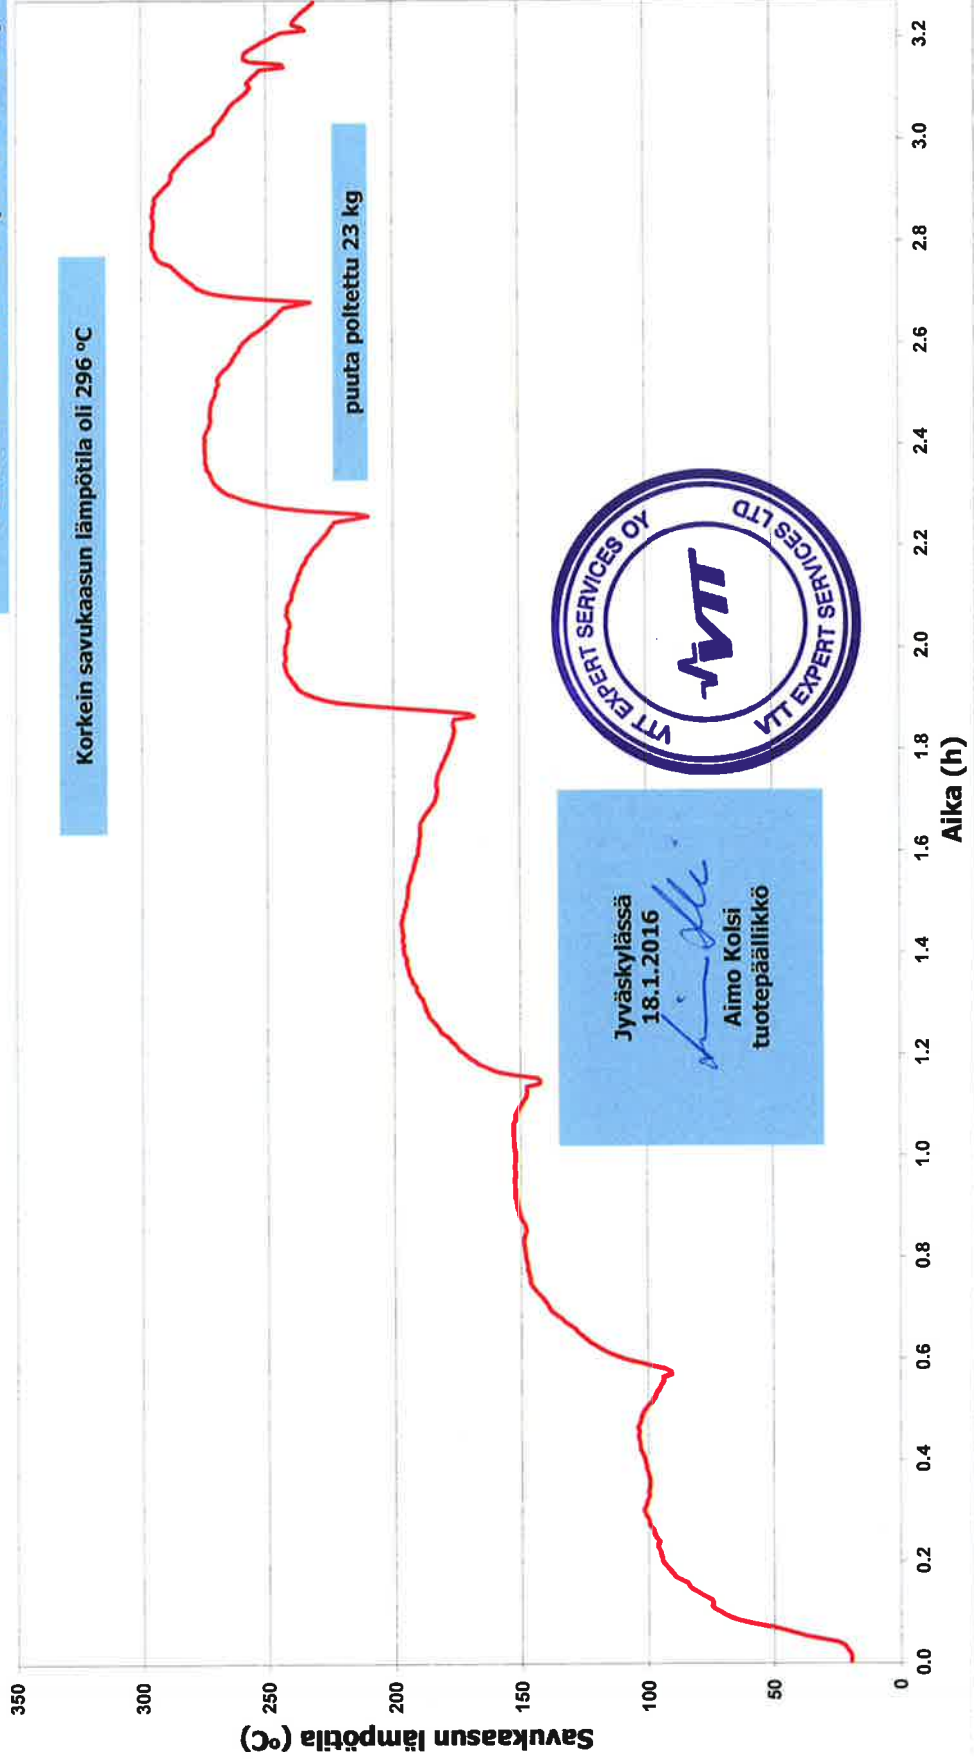 Korkein savukaasun lämpötila oli 296 ºC
puuta poltettu 23 kg
Savukaasun lämpötila (ºC)
350
300
250
200
150
100
50
0
0.0
0.2
0.4
0.6
0.8
1.0
1.2
1.4
1.6
1.8
2.0
2.2
2.4
2.6
2.8
3.0
3.2
Aika (h)
Jyväskylässä
18.1.2016
Aimo Kolsi
tuotepäällikkö
VTT EXPERT SERVICES OY
VTT
VTT EXPERT SERVICES LTD